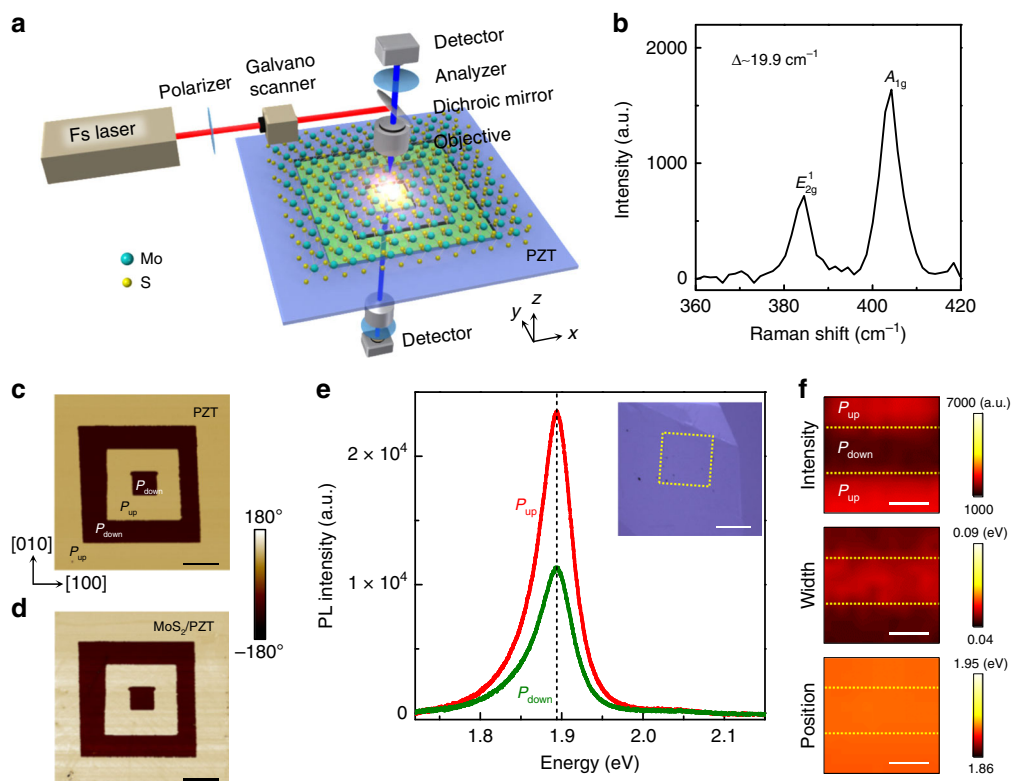 a
Detector
Analyzer
Galvano
scanner
Polarizer
Dichroic mirror
Fs laser
Objective
Mo
S
PZT
Detector
z
y
x
b
Δ~19.9 cm⁻¹
A1g
E¹2g
2000
1000
0
Intensity (a.u.)
360 380 400 420
Raman shift (cm⁻¹)
c
PZT
Pdown
Pup
Pdown
Pup
[010]
[100]
180°
−180°
d
MoS₂/PZT
e
2 × 10⁴
1 × 10⁴
0
PL intensity (a.u.)
Pup
Pdown
1.8 1.9 2.0 2.1
Energy (eV)
f
Intensity
Pup
Pdown
Pup
7000 (a.u.)
1000
Width
0.09 (eV)
0.04
Position
1.95 (eV)
1.86